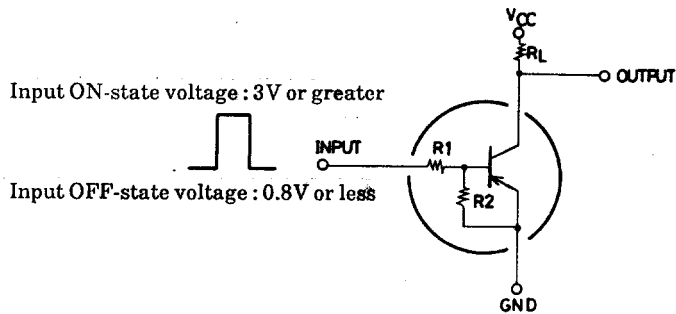 VCC
RL
OUTPUT
Input ON-state voltage : 3V or greater
INPUT
R1
Input OFF-state voltage : 0.8V or less
R2
GND